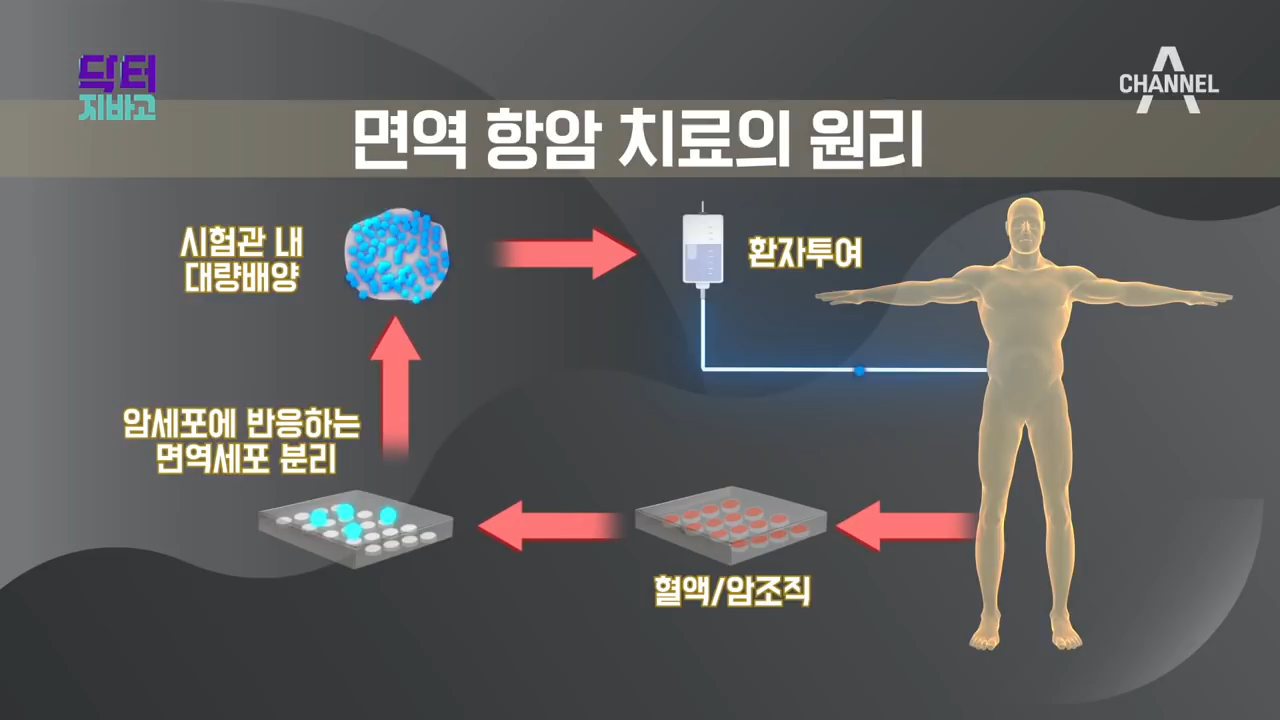 닥터
지바고
CHANNEL
A
면역 항암 치료의 원리
시험관 내
대량배양
환자투여
암세포에 반응하는
면역세포 분리
혈액/암조직